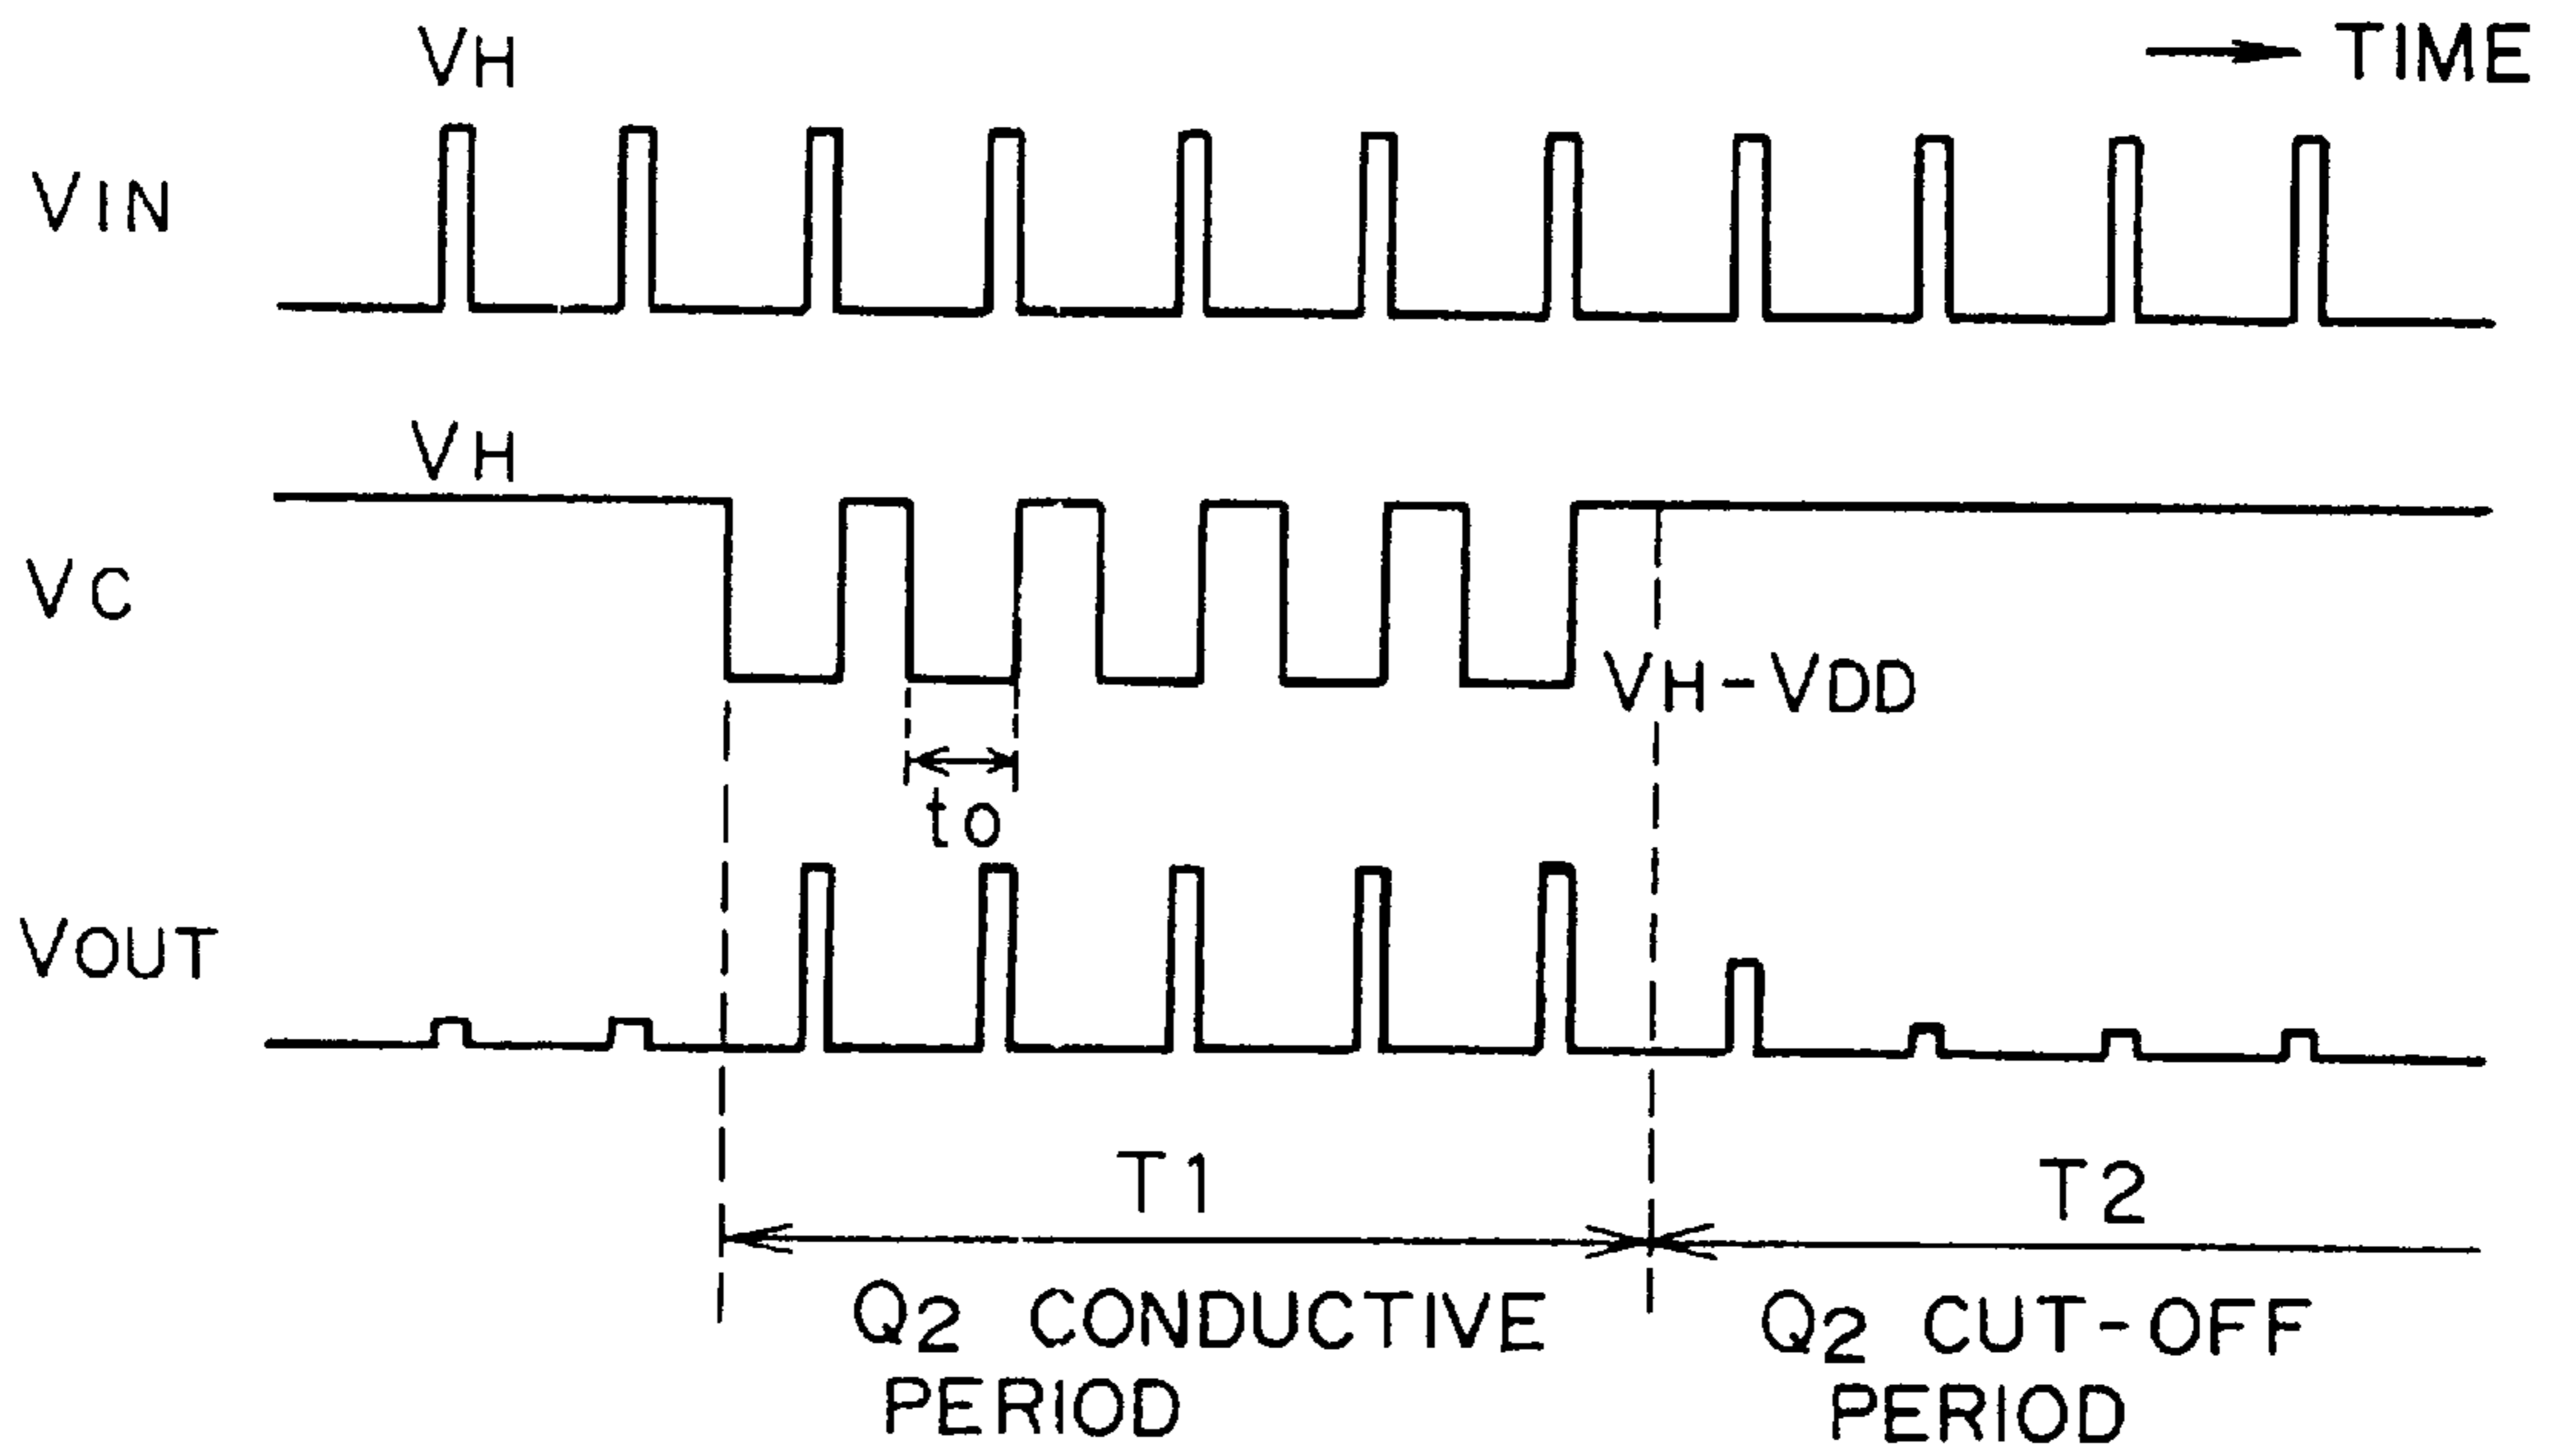 VH
→ TIME
VIN
VH
VC
VH-VDD
to
VOUT
T1
T2
Q2 CONDUCTIVE
PERIOD
Q2 CUT-OFF
PERIOD